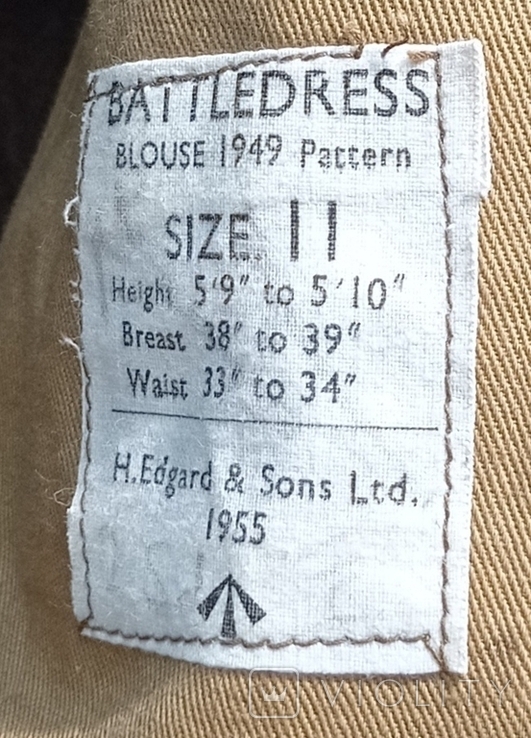 BATTLEDRESS
BLOUSE 1949 Pattern
SIZE. 11
Height 5'9" to 5'10"
Breast 38" to 39"
Waist 33" to 34"
H.Edgard & Sons Ltd.
1955
VIOLITY